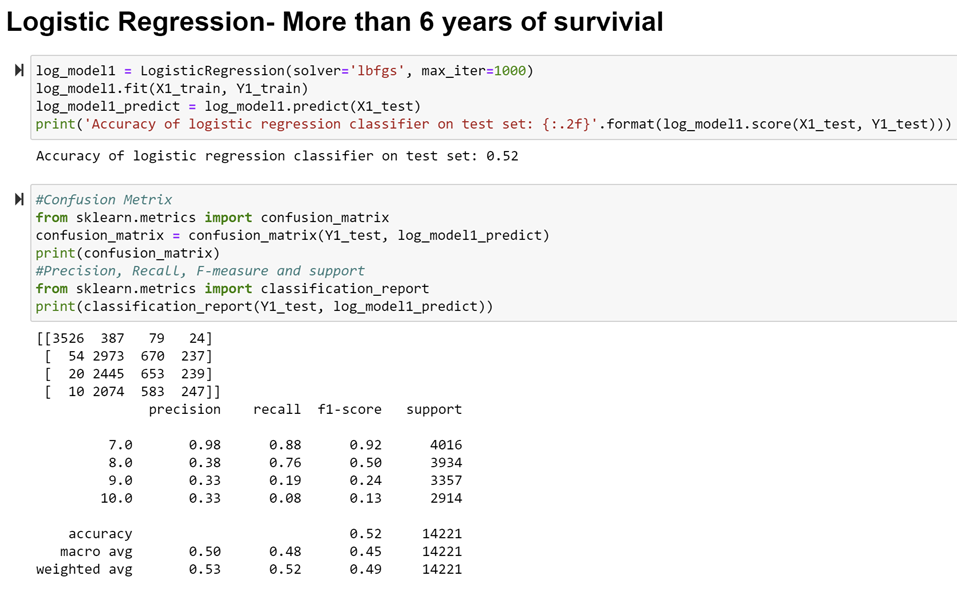 Logistic Regression- More than 6 years of survivial
log_model1 = LogisticRegression(solver='lbfgs', max_iter=1000)
log_model1.fit(X1_train, Y1_train)
log_model1_predict = log_model1.predict(X1_test)
print('Accuracy of logistic regression classifier on test set: {:.2f}'.format(log_model1.score(X1_test, Y1_test)))
Accuracy of logistic regression classifier on test set: 0.52
#Confusion Metrix
from sklearn.metrics import confusion_matrix
confusion_matrix = confusion_matrix(Y1_test, log_model1_predict)
print(confusion_matrix)
#Precision, Recall, F-measure and support
from sklearn.metrics import classification_report
print(classification_report(Y1_test, log_model1_predict))
[[3526  387   79   24]
 [  54 2973  670  237]
 [  20 2445  653  239]
 [  10 2074  583  247]]
              precision    recall  f1-score   support
         7.0       0.98      0.88      0.92      4016
         8.0       0.38      0.76      0.50      3934
         9.0       0.33      0.19      0.24      3357
        10.0       0.33      0.08      0.13      2914
    accuracy                           0.52     14221
   macro avg       0.50      0.48      0.45     14221
weighted avg       0.53      0.52      0.49     14221